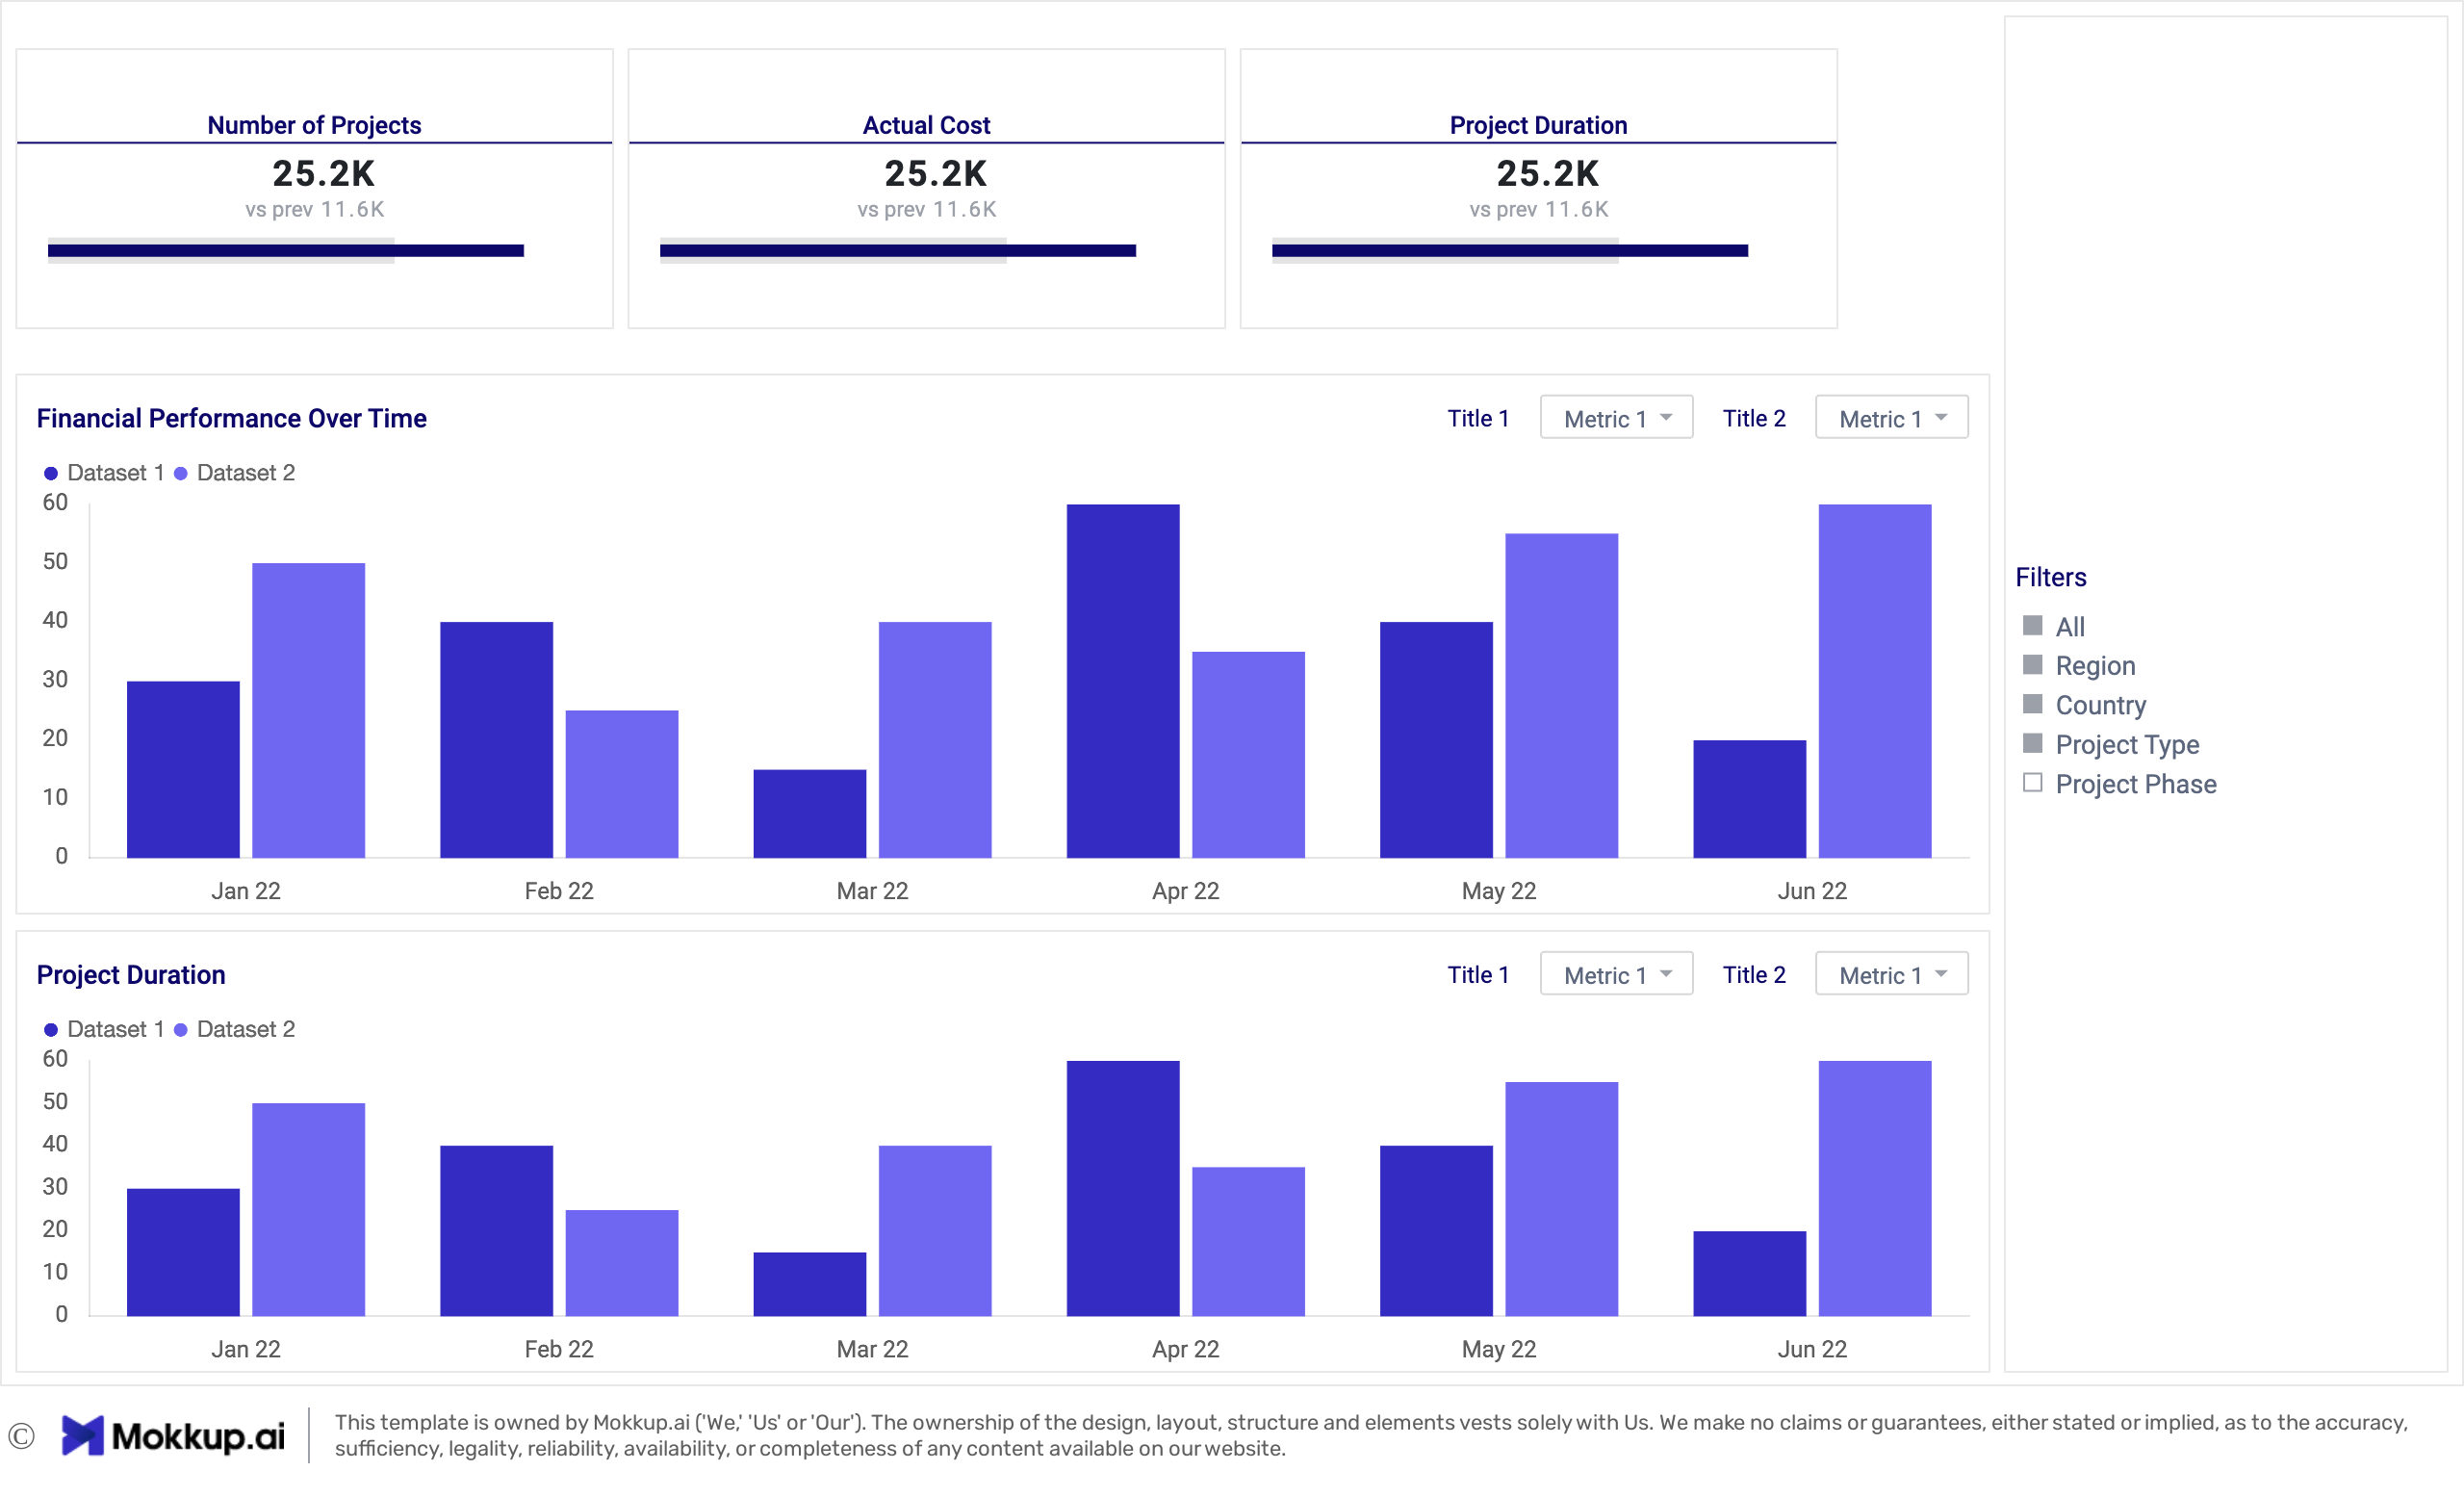 Number of Projects
25.2K
vs prev 11.6K
Actual Cost
25.2K
vs prev 11.6K
Project Duration
25.2K
vs prev 11.6K
Financial Performance Over Time
Title 1 Metric 1 Title 2 Metric 1
Dataset 1 Dataset 2
60
50
40
30
20
10
0
Jan 22 Feb 22 Mar 22 Apr 22 May 22 Jun 22
Project Duration
Title 1 Metric 1 Title 2 Metric 1
Dataset 1 Dataset 2
60
50
40
30
20
10
0
Jan 22 Feb 22 Mar 22 Apr 22 May 22 Jun 22
Filters
All
Region
Country
Project Type
Project Phase
© Mokkup.ai
This template is owned by Mokkup.ai ('We,' 'Us' or 'Our'). The ownership of the design, layout, structure and elements vests solely with Us. We make no claims or guarantees, either stated or implied, as to the accuracy,
sufficiency, legality, reliability, availability, or completeness of any content available on our website.